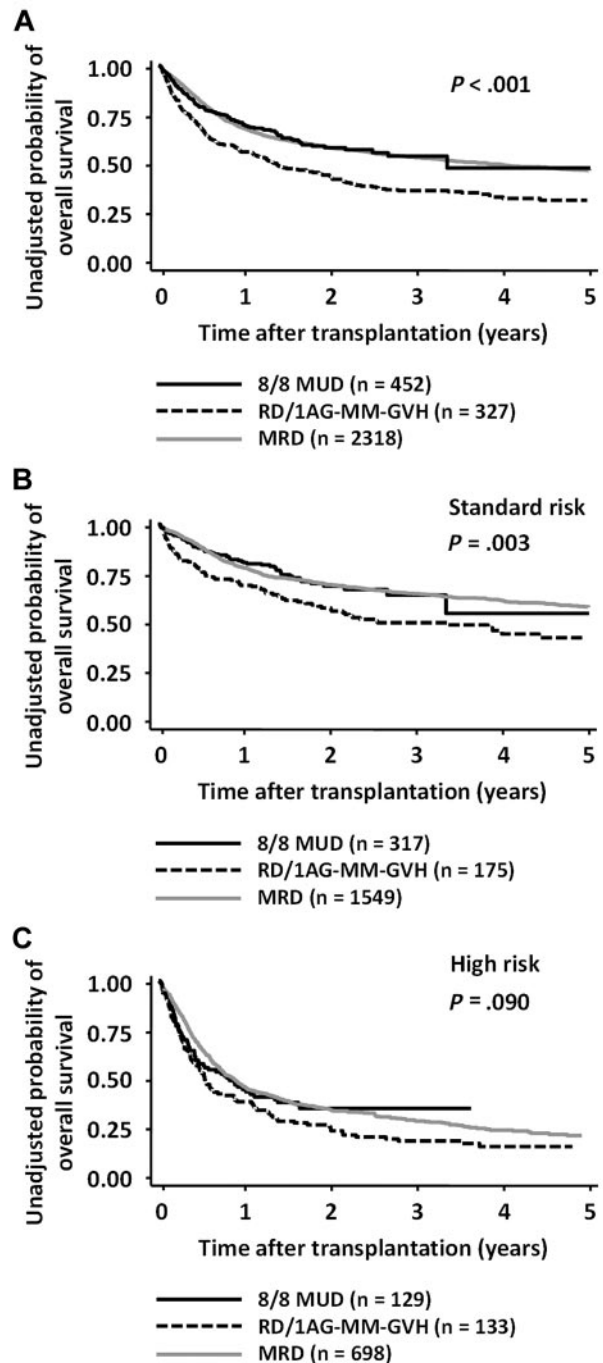 A
Unadjusted probability of
overall survival
1.00
0.75
0.50
0.25
0.00
P < .001
0 1 2 3 4 5
Time after transplantation (years)
8/8 MUD (n = 452)
RD/1AG-MM-GVH (n = 327)
MRD (n = 2318)
B
Unadjusted probability of
overall survival
1.00
0.75
0.50
0.25
0.00
Standard risk
P = .003
0 1 2 3 4 5
Time after transplantation (years)
8/8 MUD (n = 317)
RD/1AG-MM-GVH (n = 175)
MRD (n = 1549)
C
Unadjusted probability of
overall survival
1.00
0.75
0.50
0.25
0.00
High risk
P = .090
0 1 2 3 4 5
Time after transplantation (years)
8/8 MUD (n = 129)
RD/1AG-MM-GVH (n = 133)
MRD (n = 698)